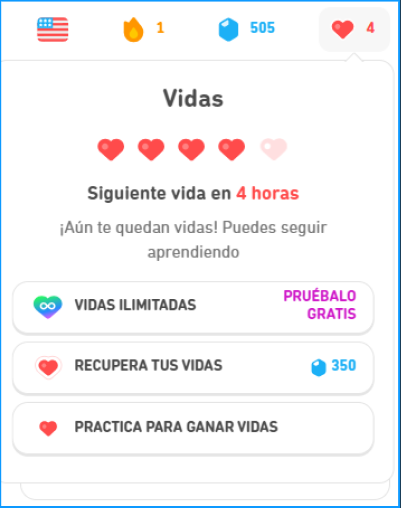 1 505 4
Vidas
Siguiente vida en 4 horas
¡Aún te quedan vidas! Puedes seguir
aprendiendo
VIDAS ILIMITADAS PRUÉBALO
GRATIS
RECUPERA TUS VIDAS 350
PRACTICA PARA GANAR VIDAS